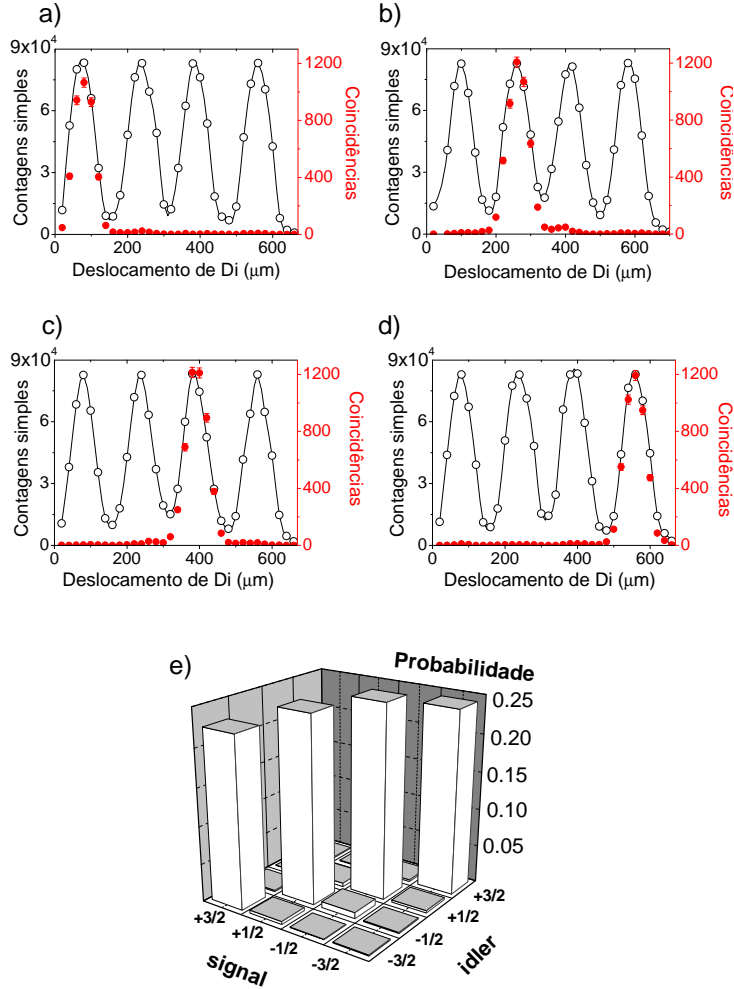 a)
9x10⁴
6
3
0
Contagens simples
1200
800
400
0
Coincidências
0 200 400 600
Deslocamento de Di (μm)
b)
9x10⁴
6
3
0
Contagens simples
1200
800
400
0
Coincidências
0 200 400 600
Deslocamento de Di (μm)
c)
9x10⁴
6
3
0
Contagens simples
1200
800
400
0
Coincidências
0 200 400 600
Deslocamento de Di (μm)
d)
9x10⁴
6
3
0
Contagens simples
1200
800
400
0
Coincidências
0 200 400 600
Deslocamento de Di (μm)
e)
Probabilidade
0.25
0.20
0.15
0.10
0.05
+3/2
+1/2
-1/2
-3/2
signal
+3/2
+1/2
-1/2
-3/2
idler